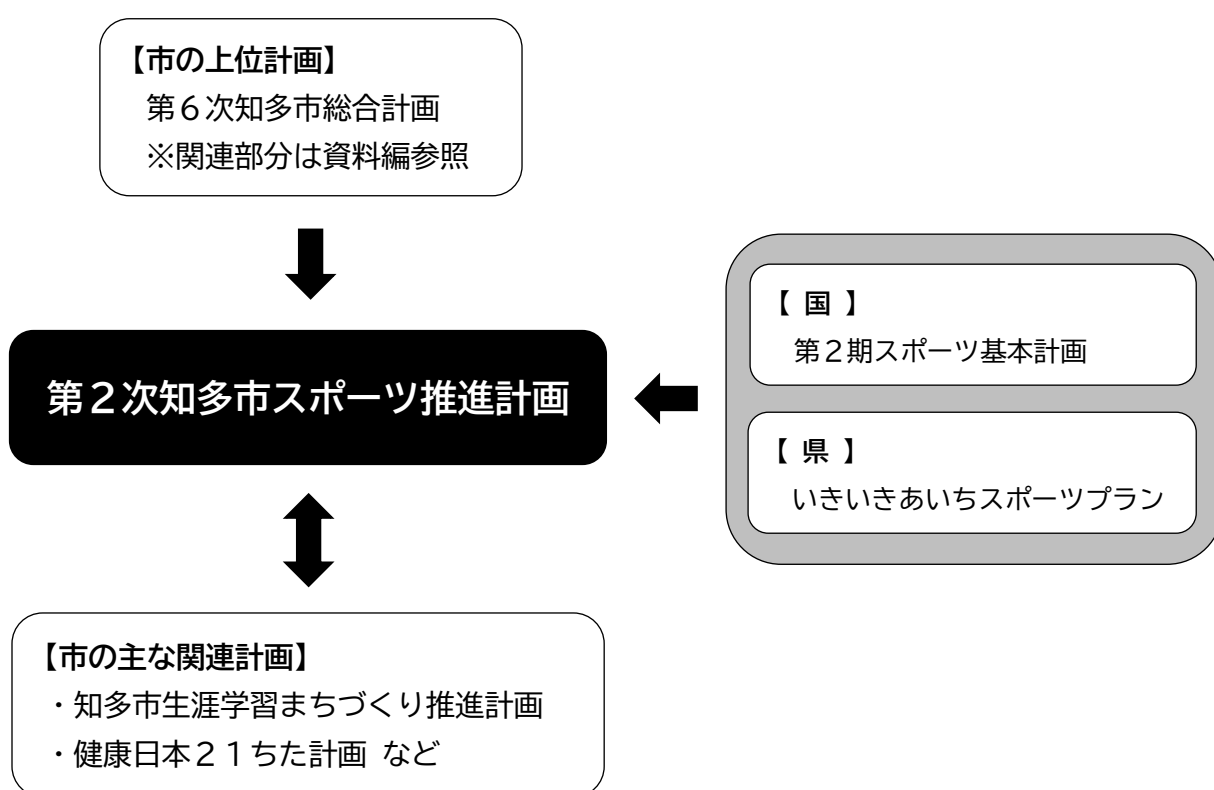 【市の上位計画】
第６次知多市総合計画
※関連部分は資料編参照
第２次知多市スポーツ推進計画
【 国 】
第２期スポーツ基本計画
【 県 】
いきいきあいちスポーツプラン
【市の主な関連計画】
・知多市生涯学習まちづくり推進計画
・健康日本２１ちた計画 など